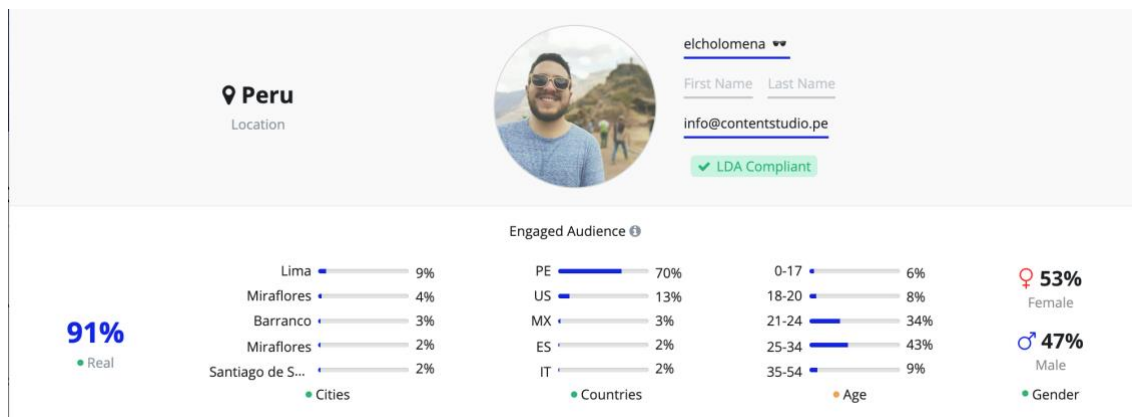 Peru
Location
elcholomena 🕶️
First Name Last Name
info@contentstudio.pe
✔ LDA Compliant
Engaged Audience
91%
Real
Lima 9%
Miraflores 4%
Barranco 3%
Miraflores 2%
Santiago de S... 2%
Cities
PE 70%
US 13%
MX 3%
ES 2%
IT 2%
Countries
0-17 6%
18-20 8%
21-24 34%
25-34 43%
35-54 9%
Age
♀ 53%
Female
♂ 47%
Male
Gender